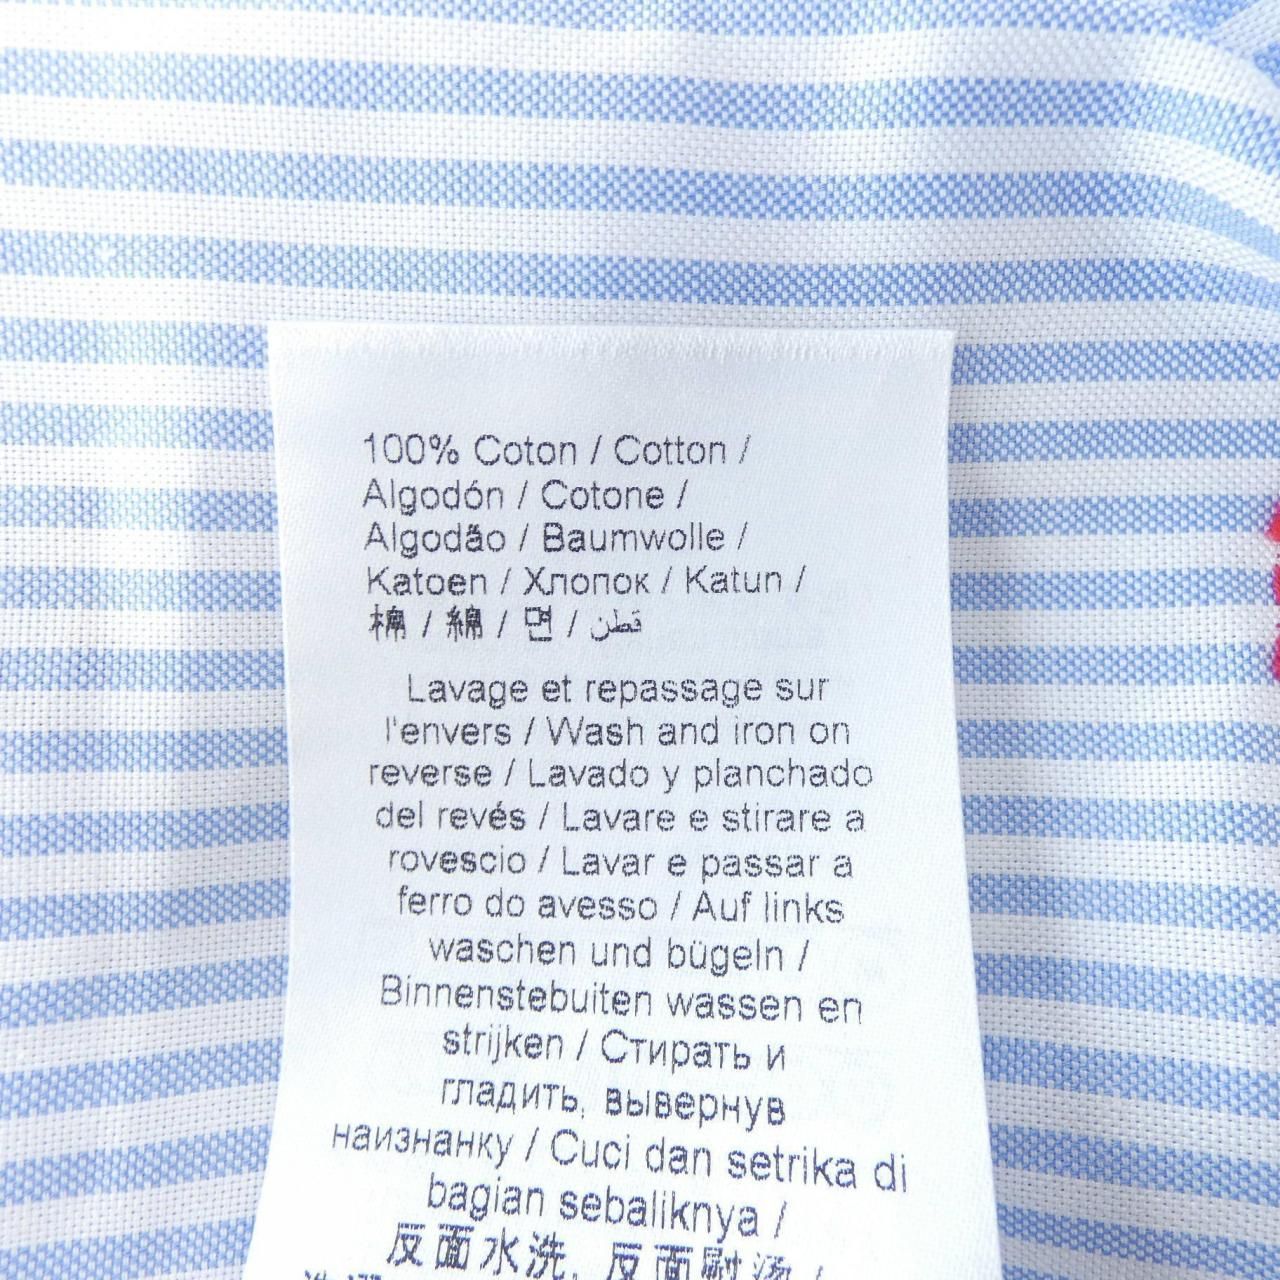 100% Coton / Cotton /
Algodón / Cotone /
Algodão / Baumwolle /
Katoen / Хлопок / Katun /
棉 / 綿 / 면 / قطن
Lavage et repassage sur
l'envers / Wash and iron on
reverse / Lavado y planchado
del revés / Lavare e stirare a
rovescio / Lavar e passar a
ferro do avesso / Auf links
waschen und bügeln /
Binnenstebuiten wassen en
strijken / Стирать и
гладить, вывернув
наизнанку / Cuci dan setrika di
bagian sebaliknya /
反面水洗, 反面熨烫 /